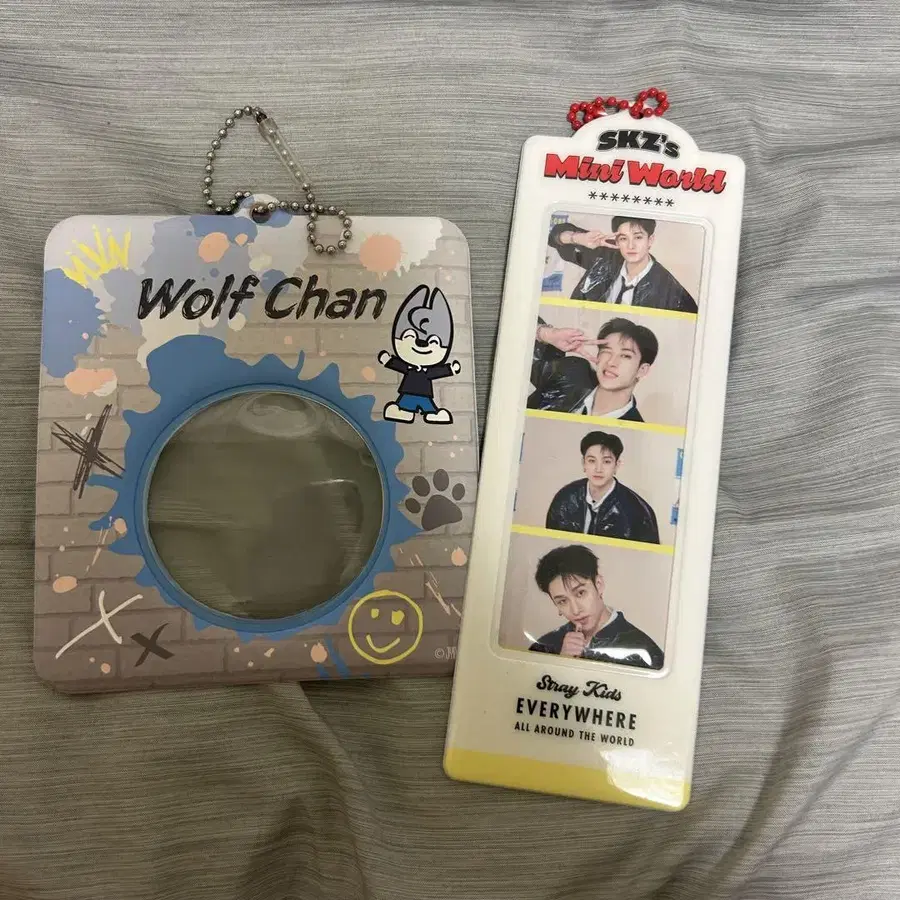 Wolf Chan
SKZ's
Mini World
********
Stray Kids
EVERYWHERE
ALL AROUND THE WORLD